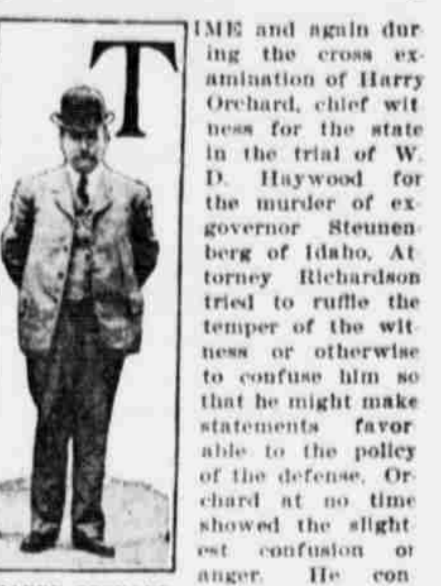 TIME and again dur
ing the cross ex-
amination of Harry
Orchard, chief wit
ness for the state
in the trial of W.
D. Haywood for
the murder of ex-
governor Steunen
berg of Idaho, At
torney Richardson
tried to ruffle the
temper of the wit
ness or otherwise
to confuse him so
that he might make
statements favor
able to the policy
of the defense. Or-
chard at no time
showed the slight
est confusion or
anger. He con